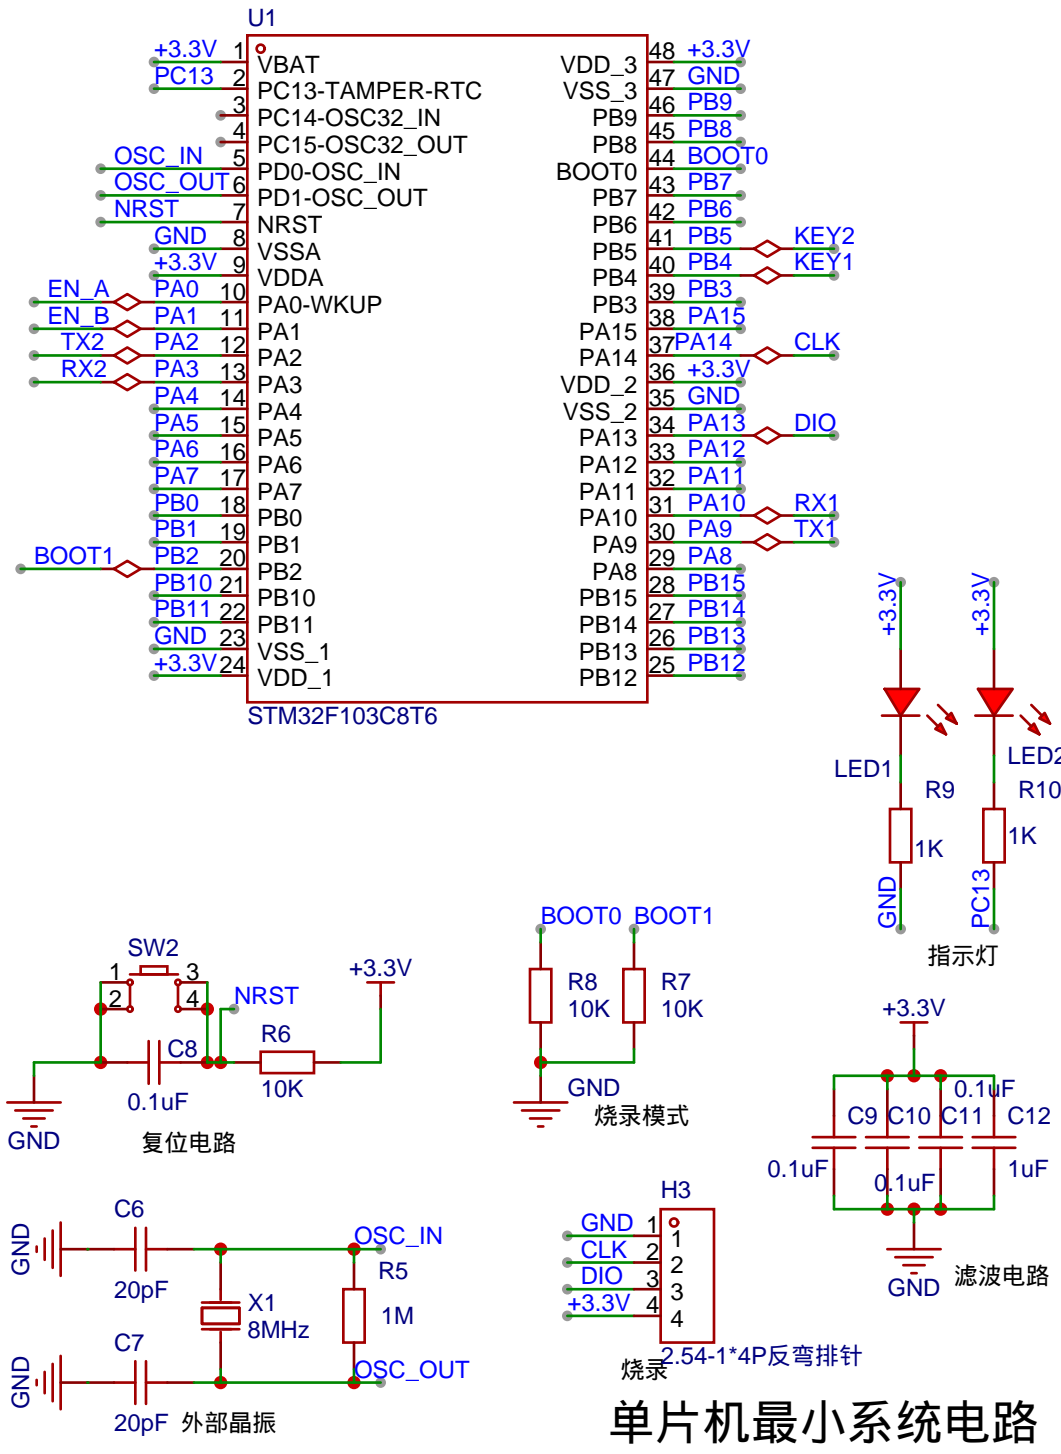 U1
+3.3V 1 VBAT VDD_3 48 +3.3V
PC13 2 PC13-TAMPER-RTC VSS_3 47 GND
3 PC14-OSC32_IN PB9 46 PB9
4 PC15-OSC32_OUT PB8 45 PB8
OSC_IN 5 PD0-OSC_IN BOOT0 44 BOOT0
OSC_OUT 6 PD1-OSC_OUT PB7 43 PB7
NRST 7 NRST PB6 42 PB6
GND 8 VSSA PB5 41 PB5 KEY2
+3.3V 9 VDDA PB4 40 PB4 KEY1
EN_A PA0 10 PA0-WKUP PB3 39 PB3
EN_B PA1 11 PA1 PA15 38 PA15
TX2 PA2 12 PA2 PA14 37 PA14 CLK
RX2 PA3 13 PA3 VDD_2 36 +3.3V
PA4 14 PA4 VSS_2 35 GND
PA5 15 PA5 PA13 34 PA13 DIO
PA6 16 PA6 PA12 33 PA12
PA7 17 PA7 PA11 32 PA11
PB0 18 PB0 PA10 31 PA10 RX1
PB1 19 PB1 PA9 30 PA9 TX1
BOOT1 PB2 20 PB2 PA8 29 PA8
PB10 21 PB10 PB15 28 PB15
PB11 22 PB11 PB14 27 PB14
GND 23 VSS_1 PB13 26 PB13
+3.3V 24 VDD_1 PB12 25 PB12
STM32F103C8T6
+3.3V +3.3V
LED1 LED2
R9 R10
1K 1K
GND PC13
指示灯
SW2
1 3
2 4
NRST
+3.3V
C8
0.1uF
R6
10K
GND
复位电路
BOOT0 BOOT1
R8 R7
10K 10K
GND
烧录模式
+3.3V
0.1uF
C9 C10 C11 C12
0.1uF 0.1uF 1uF
GND
滤波电路
C6
GND
20pF
OSC_IN
X1
8MHz
R5
1M
C7
GND
20pF
OSC_OUT
外部晶振
H3
GND 1 1
CLK 2 2
DIO 3 3
+3.3V 4 4
2.54-1*4P反弯排针
烧录
单片机最小系统电路